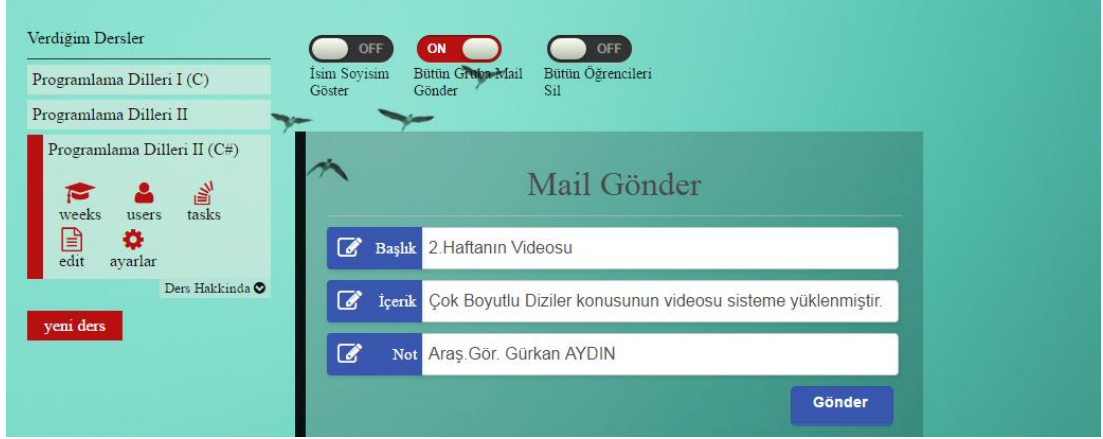 Verdiğim Dersler
Programlama Dilleri I (C)
Programlama Dilleri II
Programlama Dilleri II (C#)
weeks users tasks
edit ayarlar
Ders Hakkinda
yeni ders
OFF ON OFF
İsim Soyisim Göster
Bütün Gruba Mail Gönder
Bütün Öğrencileri Sil
Mail Gönder
Başlık 2.Haftanın Videosu
İçerik Çok Boyutlu Diziler konusunun videosu sisteme yüklenmiştir.
Not Araş.Gör. Gürkan AYDIN
Gönder